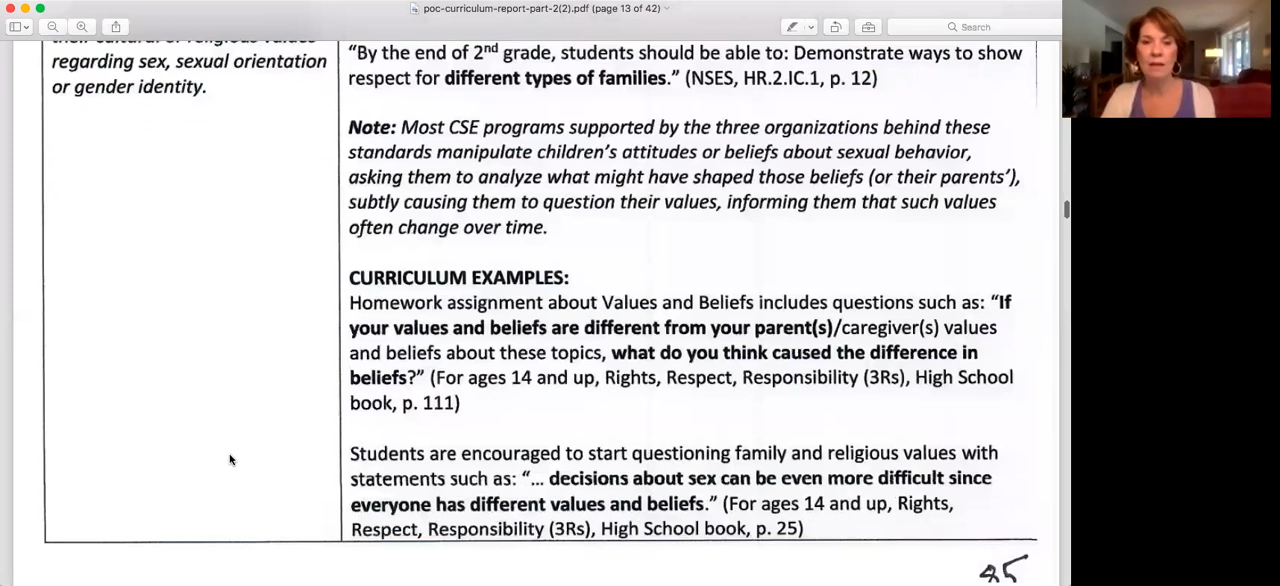 poc-curriculum-report-part-2(2).pdf (page 13 of 42)
Search
their cultural or religious values
regarding sex, sexual orientation
or gender identity.
“By the end of 2nd grade, students should be able to: Demonstrate ways to show
respect for different types of families.” (NSES, HR.2.IC.1, p. 12)
Note: Most CSE programs supported by the three organizations behind these
standards manipulate children’s attitudes or beliefs about sexual behavior,
asking them to analyze what might have shaped those beliefs (or their parents’),
subtly causing them to question their values, informing them that such values
often change over time.
CURRICULUM EXAMPLES:
Homework assignment about Values and Beliefs includes questions such as: “If
your values and beliefs are different from your parent(s)/caregiver(s) values
and beliefs about these topics, what do you think caused the difference in
beliefs?” (For ages 14 and up, Rights, Respect, Responsibility (3Rs), High School
book, p. 111)
Students are encouraged to start questioning family and religious values with
statements such as: “... decisions about sex can be even more difficult since
everyone has different values and beliefs.” (For ages 14 and up, Rights,
Respect, Responsibility (3Rs), High School book, p. 25)